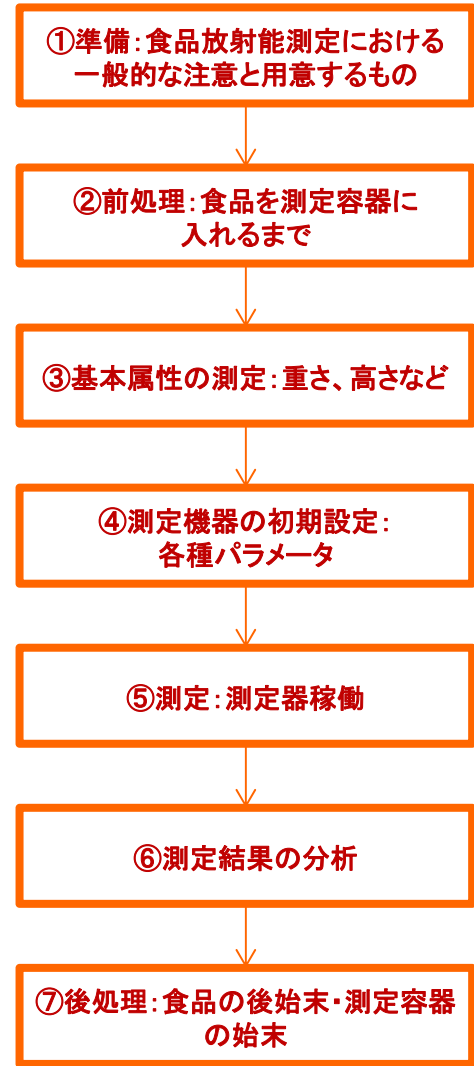 ①準備：食品放射能測定における
一般的な注意と用意するもの
②前処理：食品を測定容器に
入れるまで
③基本属性の測定：重さ、高さなど
④測定機器の初期設定：
各種パラメータ
⑤測定：測定器稼働
⑥測定結果の分析
⑦後処理：食品の後始末・測定容器
の始末